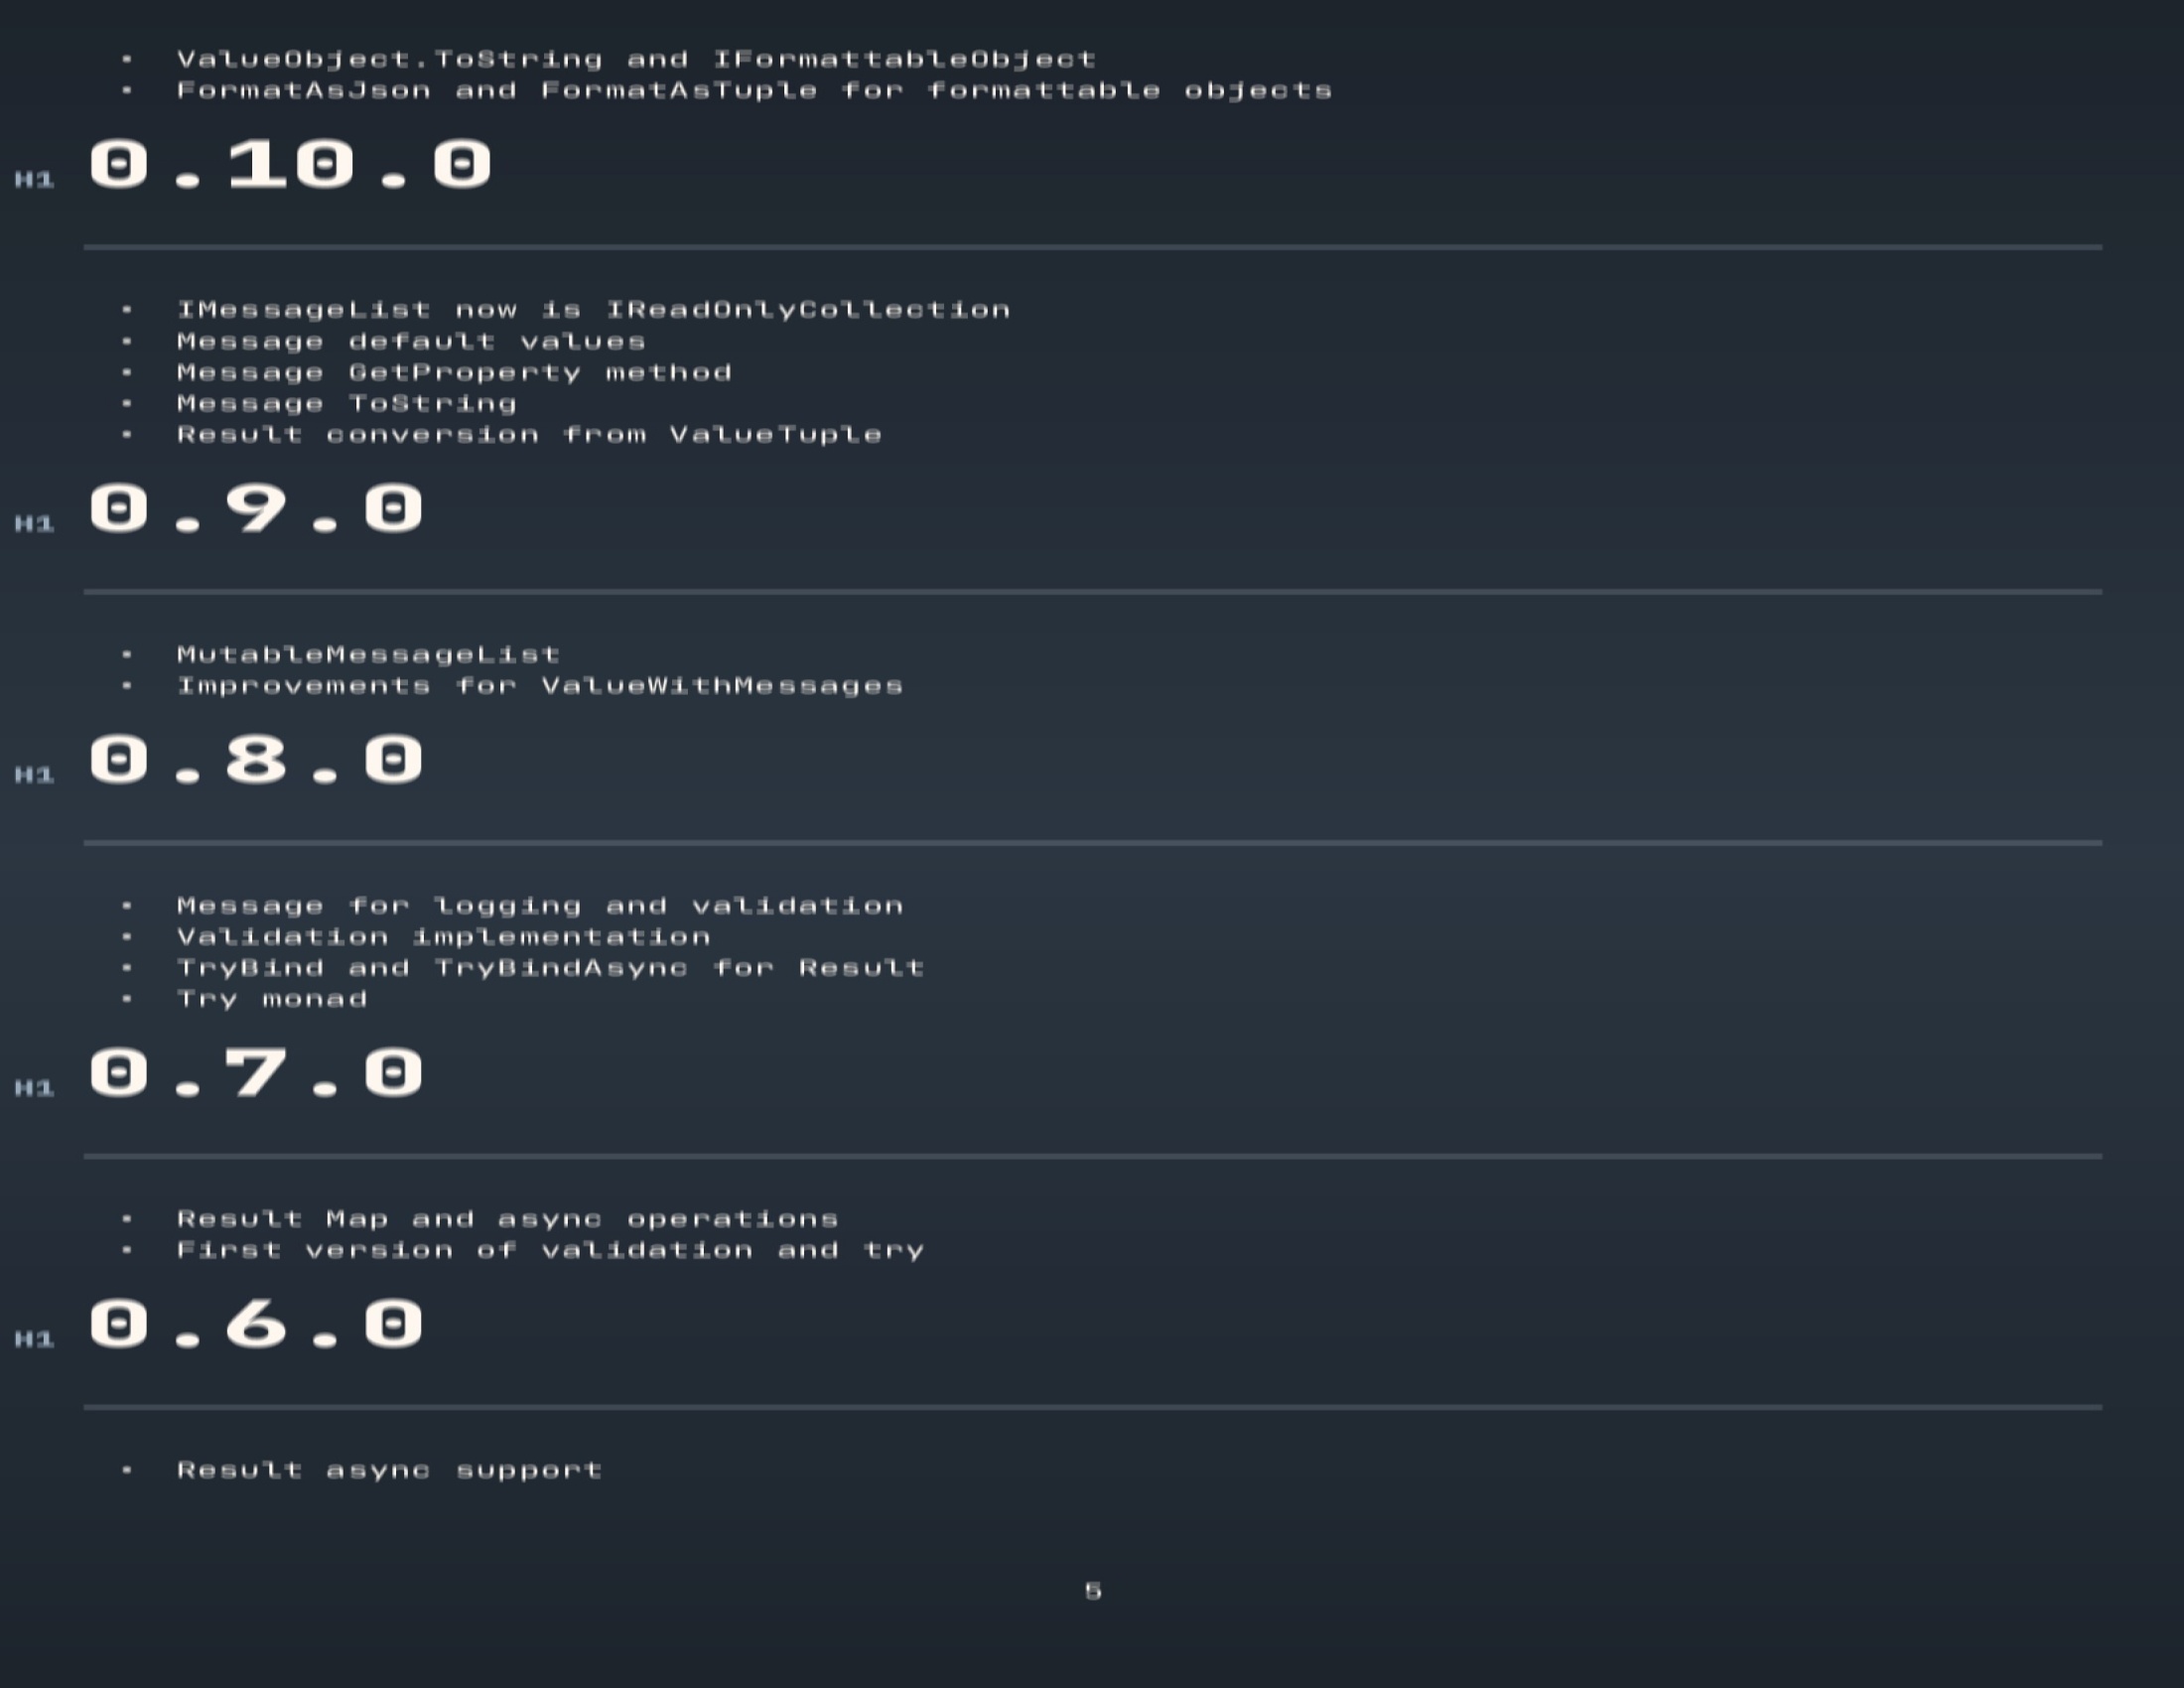 • ValueObject.ToString and IFormattableObject
• FormatAsJson and FormatAsTuple for formattable objects
H1 0.10.0
• IMessageList now is IReadOnlyCollection
• Message default values
• Message GetProperty method
• Message ToString
• Result conversion from ValueTuple
H1 0.9.0
• MutableMessageList
• Improvements for ValueWithMessages
H1 0.8.0
• Message for logging and validation
• Validation implementation
• TryBind and TryBindAsync for Result
• Try monad
H1 0.7.0
• Result Map and async operations
• First version of validation and try
H1 0.6.0
• Result async support
5